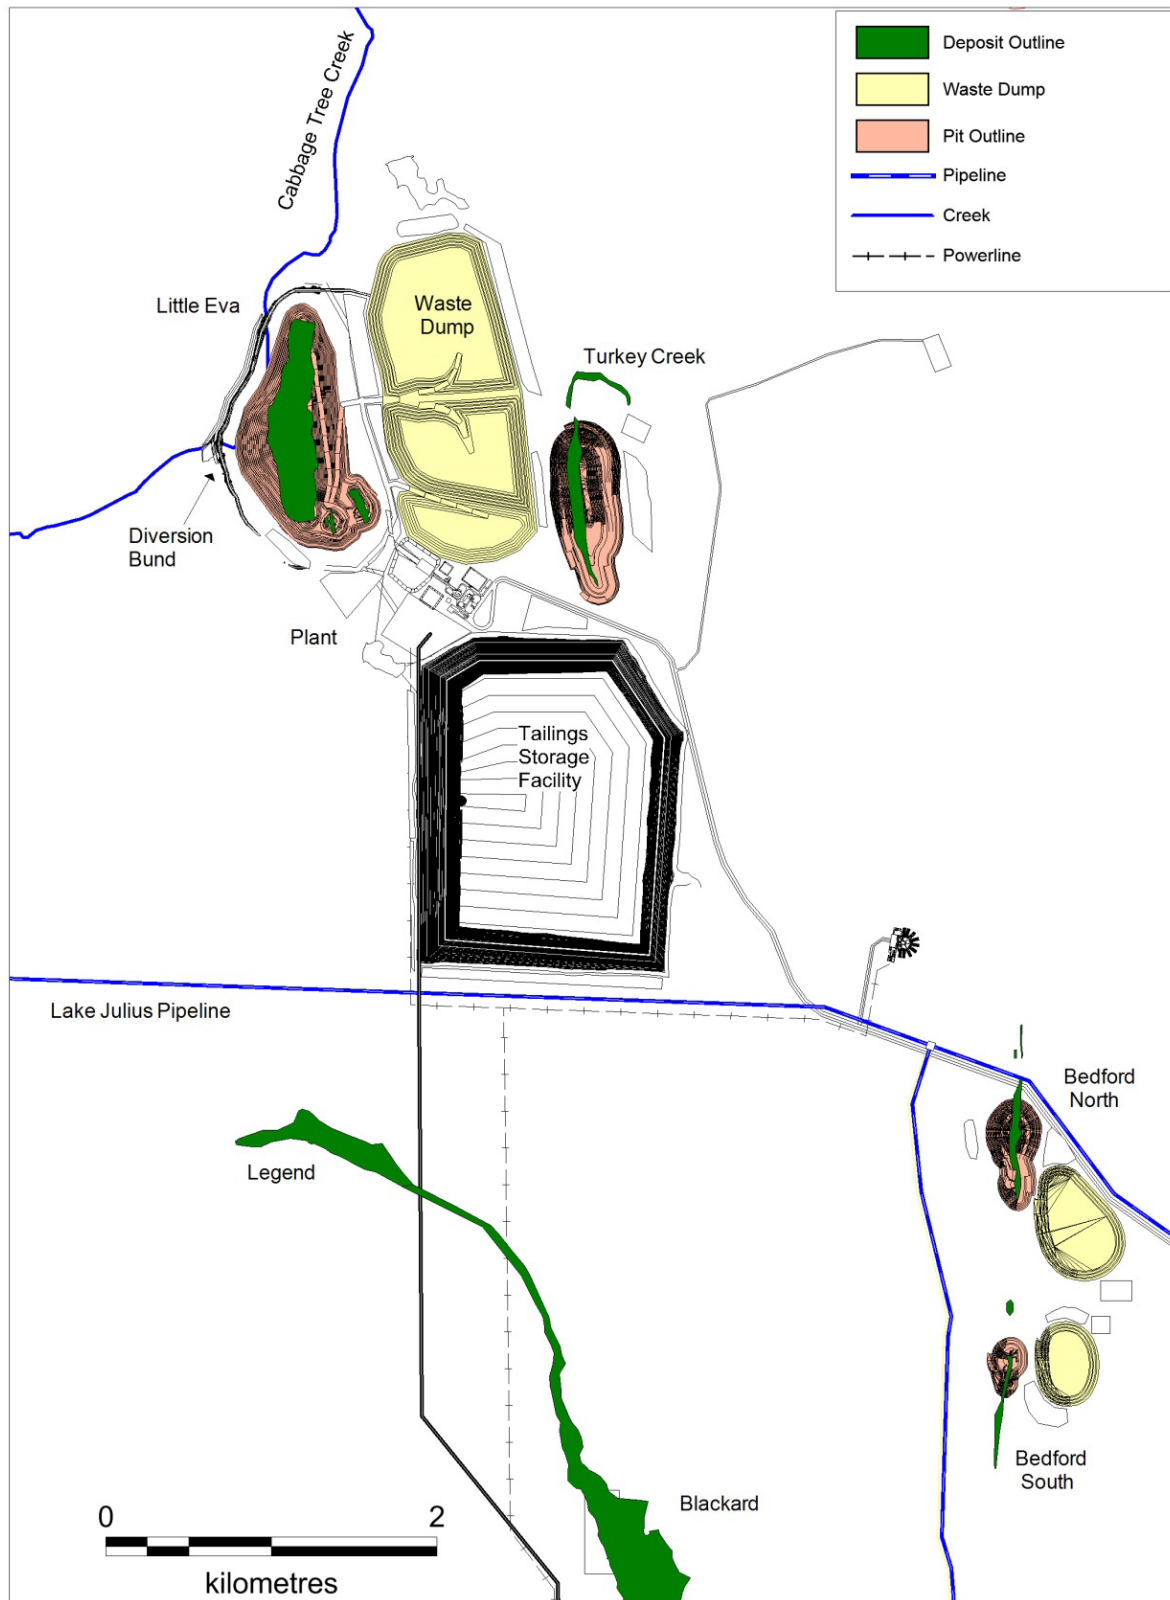 Deposit Outline
Waste Dump
Pit Outline
Pipeline
Creek
Powerline
Cabbage Tree Creek
Little Eva
Waste
Dump
Turkey Creek
Diversion
Bund
Plant
Tailings
Storage
Facility
Lake Julius Pipeline
Bedford
North
Legend
Bedford
South
Blackard
0 2
kilometres